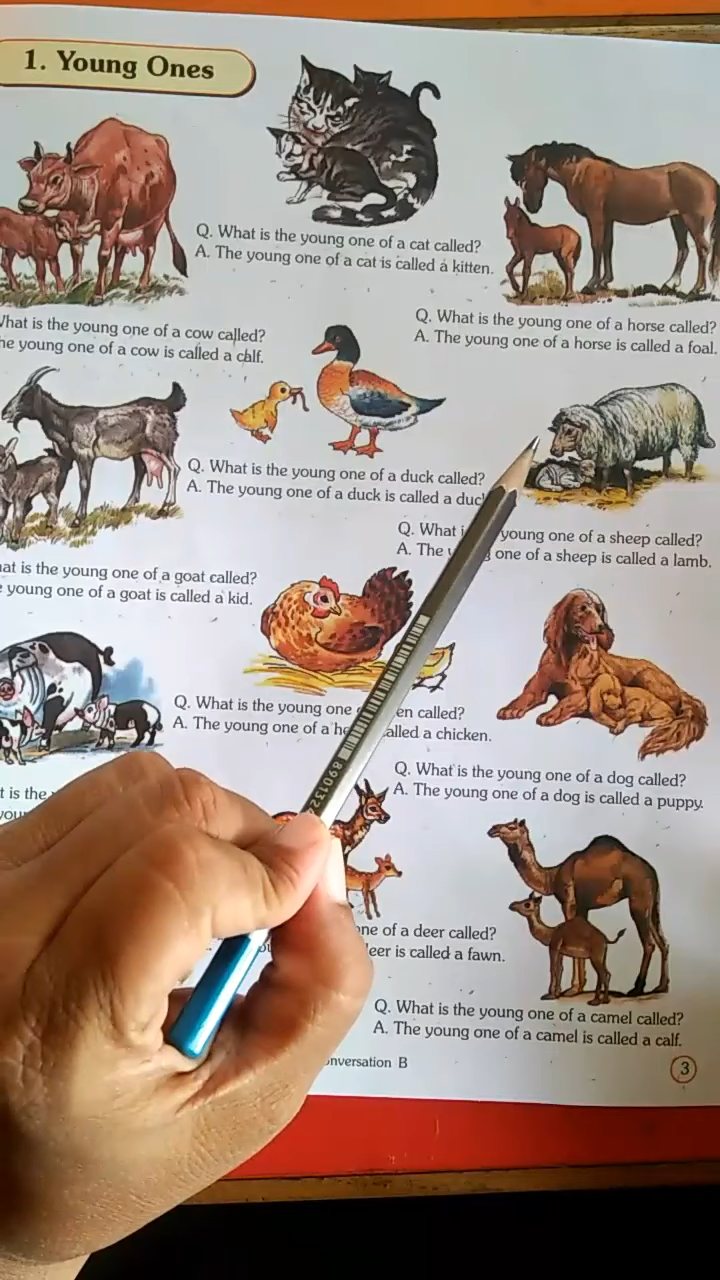 1. Young Ones
Q. What is the young one of a cat called?
A. The young one of a cat is called a kitten.
What is the young one of a cow called?
he young one of a cow is called a calf.
Q. What is the young one of a horse called?
A. The young one of a horse is called a foal.
Q. What is the young one of a duck called?
A. The young one of a duck is called a duc
Q. What young one of a sheep called?
A. The one of a sheep is called a lamb.
at is the young one of a goat called?
young one of a goat is called a kid.
Q. What is the young one en called?
A. The young one of a he alled a chicken.
Q. What is the young one of a dog called?
A. The young one of a dog is called a puppy.
t is the
you
ne of a deer called?
deer is called a fawn.
Q. What is the young one of a camel called?
A. The young one of a camel is called a calf.
nversation B
3
890132